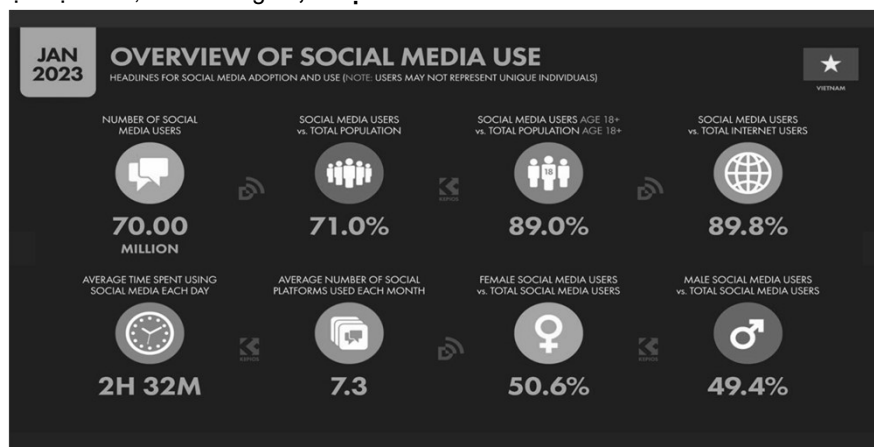 JAN
2023
OVERVIEW OF SOCIAL MEDIA USE
HEADLINES FOR SOCIAL MEDIA ADOPTION AND USE (NOTE: USERS MAY NOT REPRESENT UNIQUE INDIVIDUALS)
VIETNAM
NUMBER OF SOCIAL
MEDIA USERS
70.00
MILLION
SOCIAL MEDIA USERS
vs. TOTAL POPULATION
71.0%
SOCIAL MEDIA USERS AGE 18+
vs. TOTAL POPULATION AGE 18+
18
89.0%
SOCIAL MEDIA USERS
vs. TOTAL INTERNET USERS
89.8%
KEPIOS
AVERAGE TIME SPENT USING
SOCIAL MEDIA EACH DAY
2H 32M
AVERAGE NUMBER OF SOCIAL
PLATFORMS USED EACH MONTH
7.3
FEMALE SOCIAL MEDIA USERS
vs. TOTAL SOCIAL MEDIA USERS
50.6%
MALE SOCIAL MEDIA USERS
vs. TOTAL SOCIAL MEDIA USERS
49.4%
KEPIOS
KEPIOS